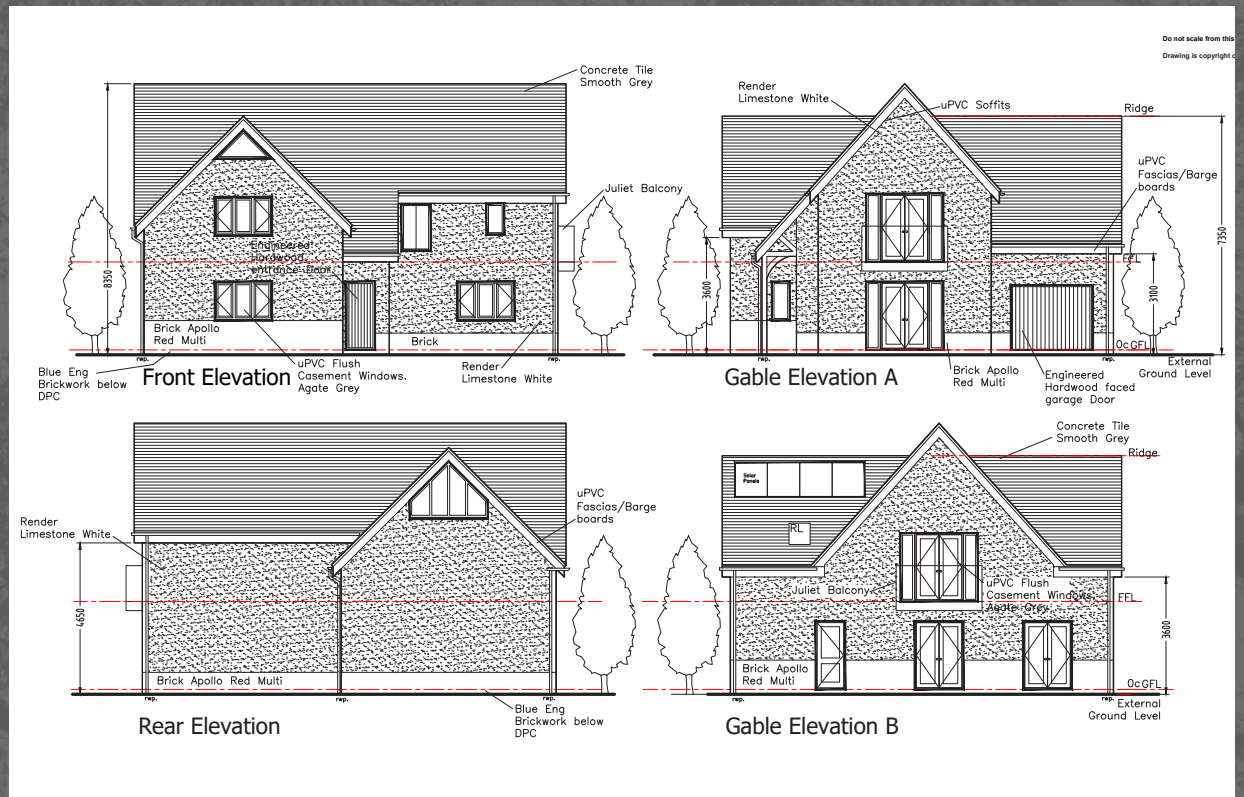 Do not scale from this
Drawing is copyright
Concrete Tile
Smooth Grey
Juliet Balcony
Engineered
Hardwood
entrance Door.
8350
Brick Apollo
Red Multi
Brick
rwp.
rwp.
Blue Eng
Brickwork below
DPC
Front Elevation
uPVC Flush
Casement Windows.
Agate Grey
Render
Limestone White
Render
Limestone White
uPVC Soffits
Ridge
uPVC
Fascias/Barge
boards
7350
FFL
3600
3100
GFL
rwp.
rwp.
External
Ground Level
Gable Elevation A
Brick Apollo
Red Multi
Engineered
Hardwood faced
garage Door
Render
Limestone White
uPVC
Fascias/Barge
boards
4650
Brick Apollo Red Multi
rwp.
rwp.
rwp.
Blue Eng
Brickwork below
DPC
Rear Elevation
Concrete Tile
Smooth Grey
Ridge
Solar
Panels
RL
Juliet Balcony
uPVC Flush
Casement Windows.
Agate Grey
FFL
3600
Brick Apollo
Red Multi
GFL
rwp.
rwp.
External
Ground Level
Gable Elevation B